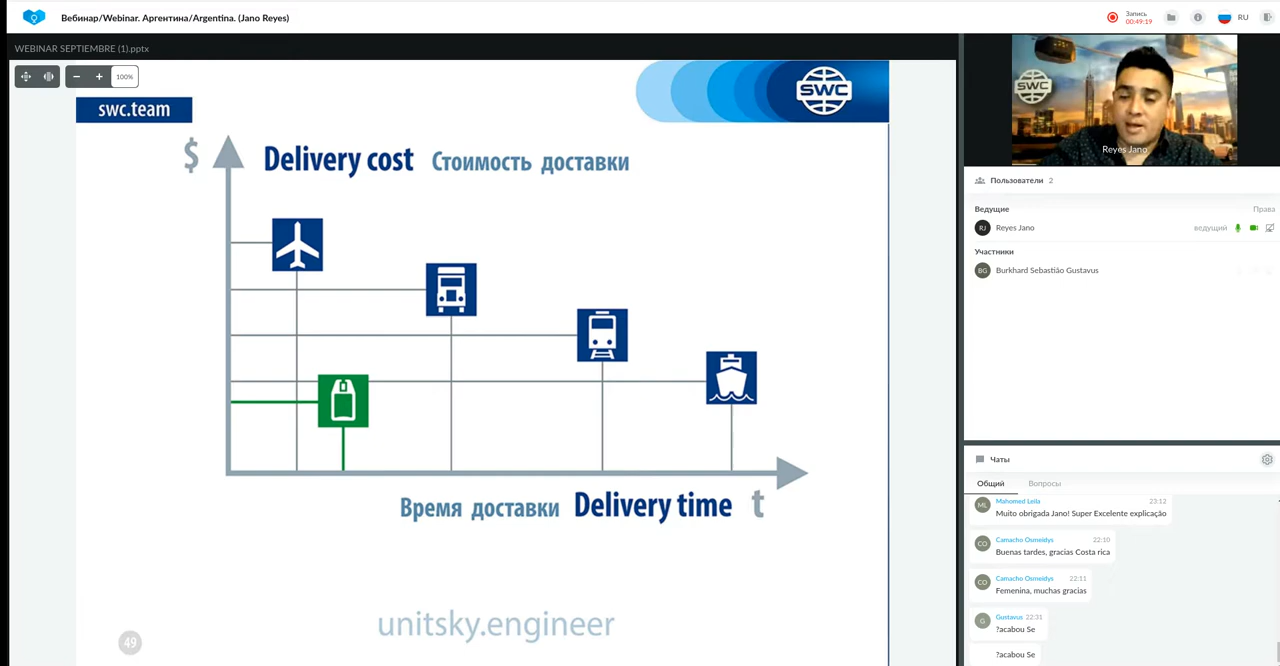 Вебинар/Webinar. Аргентина/Argentina. (Jano Reyes)
Запись
00:49:19
RU
WEBINAR SEPTIEMBRE (1).pptx
100%
swc.team
SWC
$
Delivery cost Стоимость доставки
Время доставки Delivery time t
unitsky.engineer
49
SWC
Reyes Jano
Пользователи 2
Ведущие Права
RJ Reyes Jano ведущий
Участники
BG Burkhard Sebastião Gustavus
Чаты
Общий Вопросы
ML Mahomed Leila 23:12
Muito obrigada Jano! Super Excelente explicação
CO Camacho Osmeidys 22:10
Buenas tardes, gracias Costa rica
CO Camacho Osmeidys 22:11
Femenina, muchas gracias
G Gustavus 22:31
?acabou Se
?acabou Se